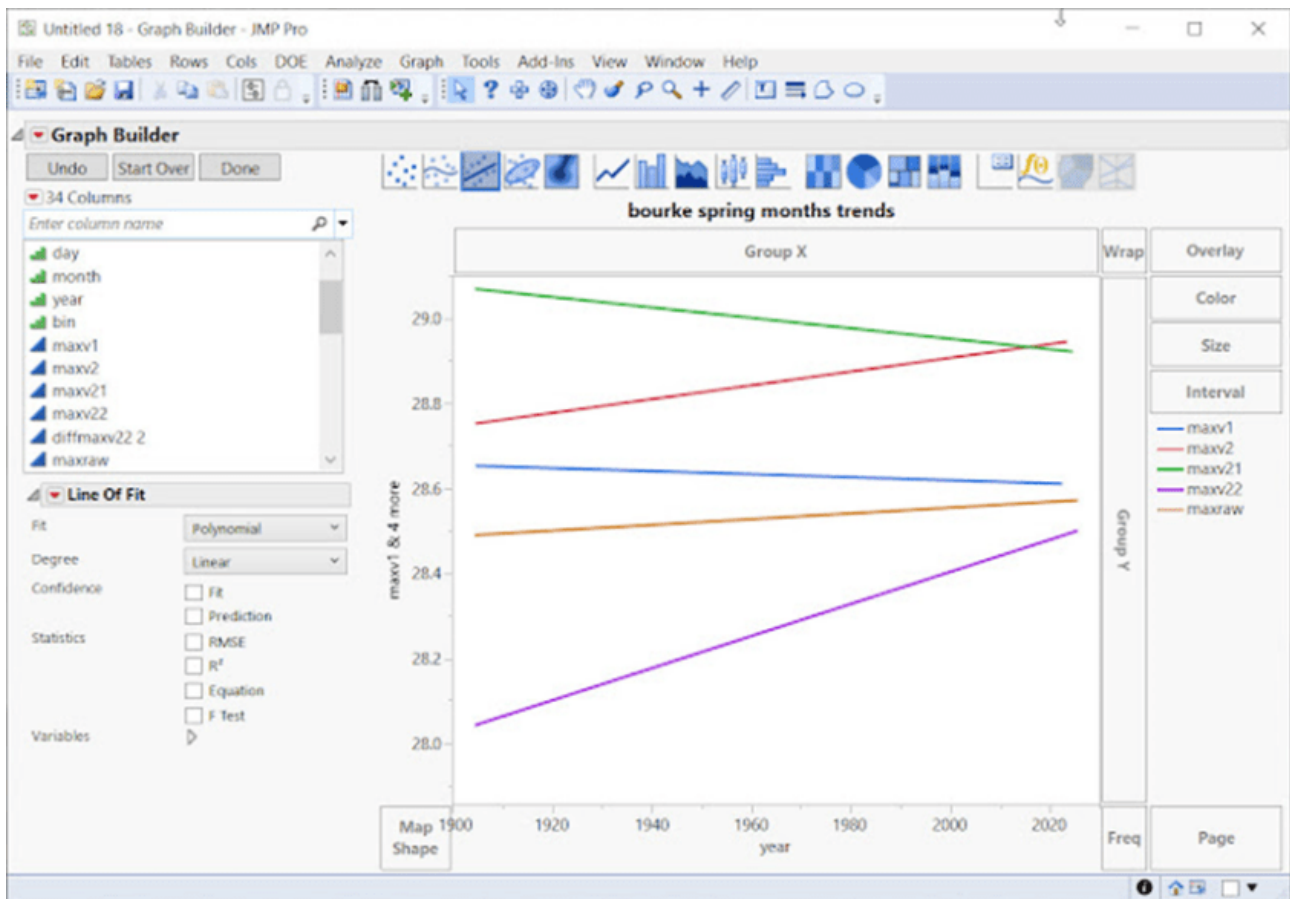 Untitled 18 - Graph Builder - JMP Pro
File Edit Tables Rows Cols DOE Analyze Graph Tools Add-Ins View Window Help
Graph Builder
Undo Start Over Done
34 Columns
Enter column name
day
month
year
bin
maxv1
maxv2
maxv21
maxv22
diffmaxv22 2
maxraw
Line Of Fit
Fit Polynomial
Degree Linear
Confidence Fit
Prediction
Statistics RMSE
R²
Equation
F Test
Variables
bourke spring months trends
Group X
Wrap
Overlay
Color
Size
Interval
maxv1
maxv2
maxv21
maxv22
maxraw
Group Y
maxv1 & 4 more
29.0
28.8
28.6
28.4
28.2
28.0
1900 1920 1940 1960 1980 2000 2020
year
Map
Shape
Freq
Page